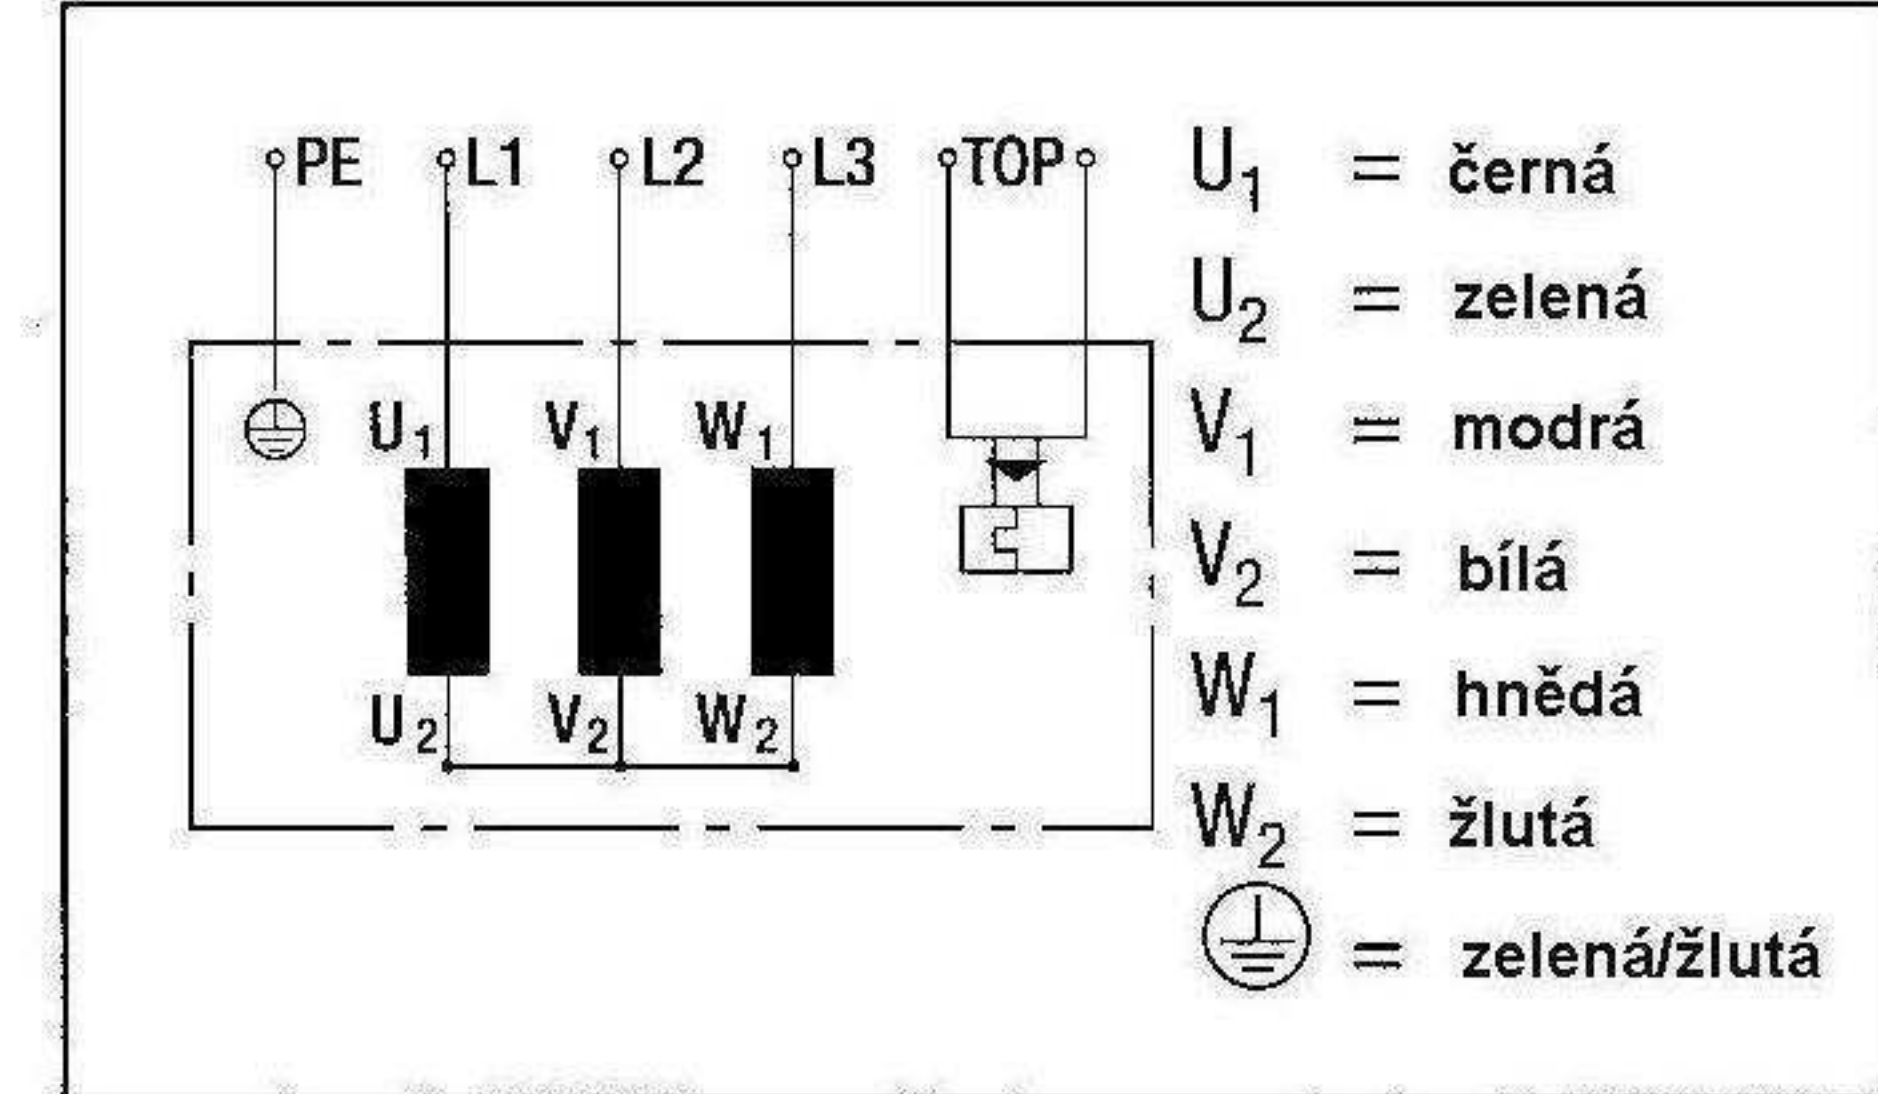 PE L1 L2 L3 TOP
U₁ V₁ W₁
U₂ V₂ W₂
U₁ = černá
U₂ = zelená
V₁ = modrá
V₂ = bílá
W₁ = hnědá
W₂ = žlutá
⏚ = zelená/žlutá